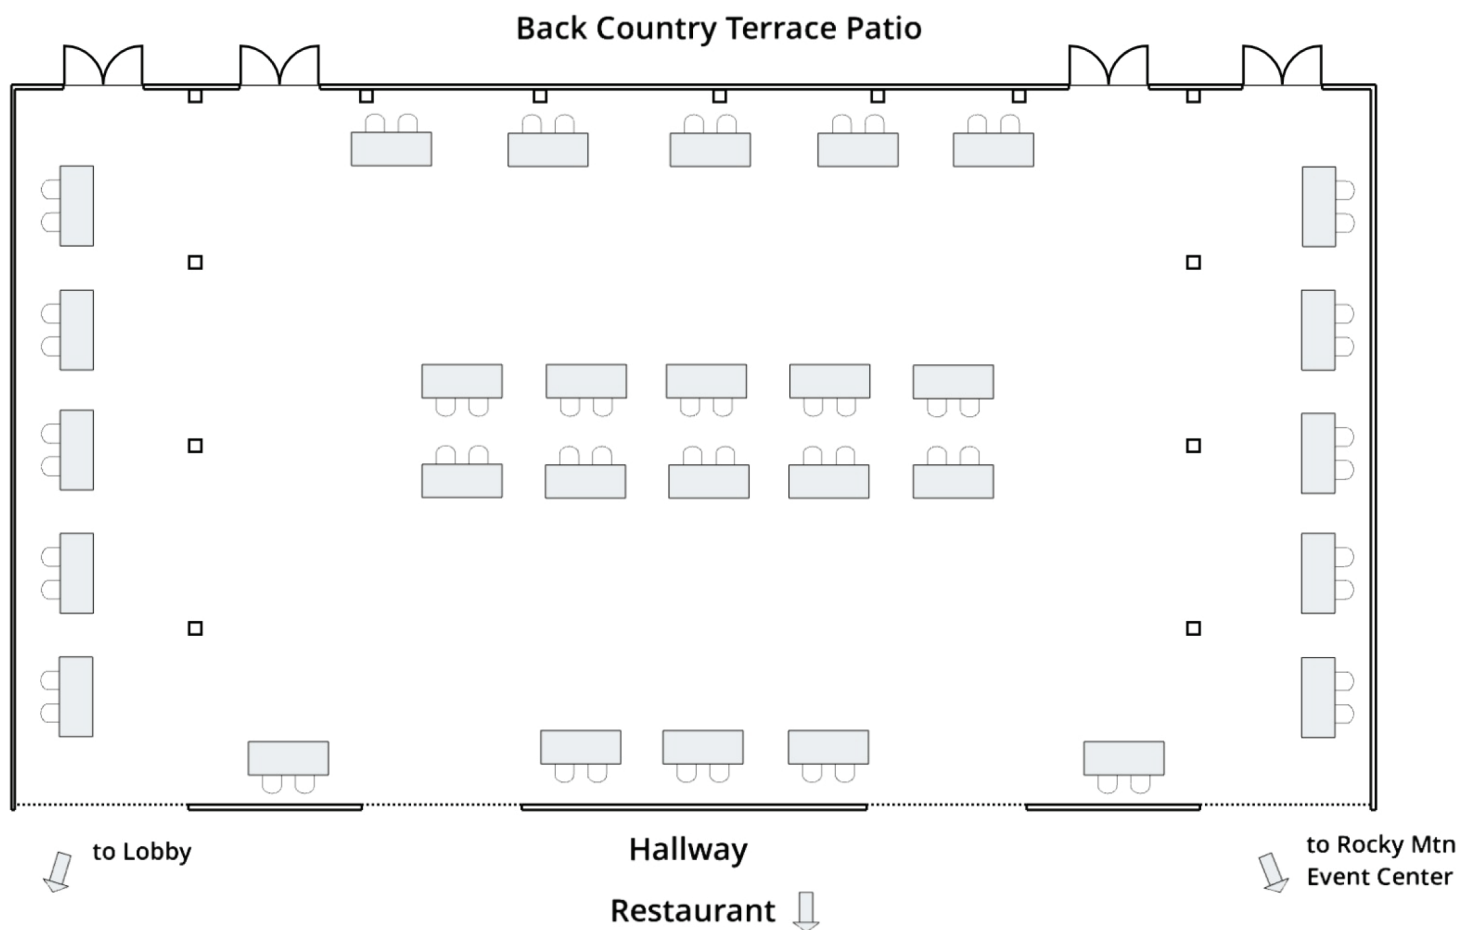 Back Country Terrace Patio
to Lobby
Hallway
to Rocky Mtn
Event Center
Restaurant